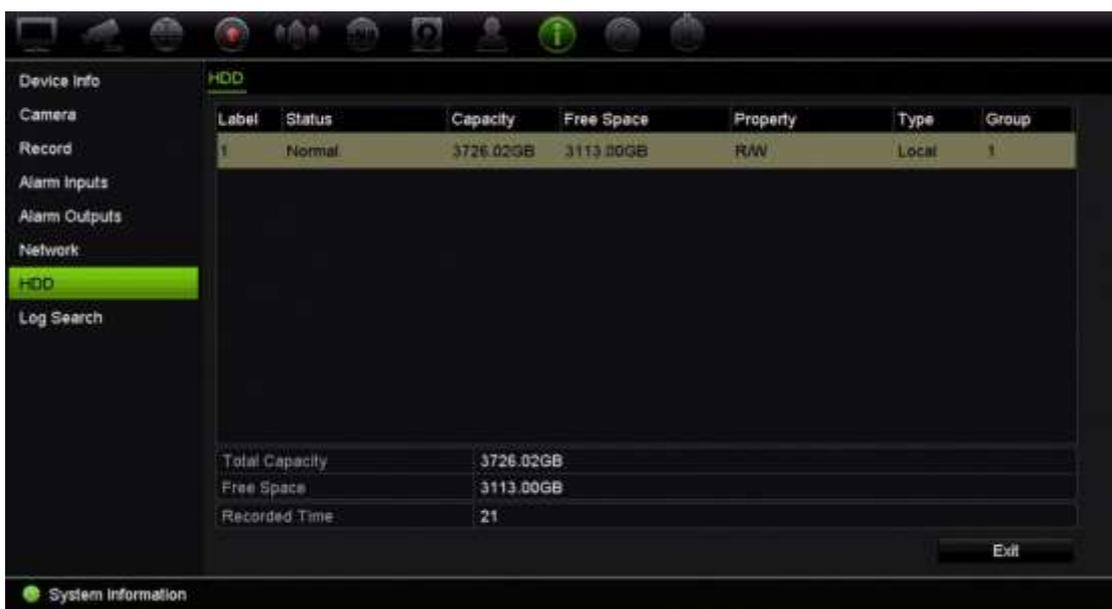 Device Info
Camera
Record
Alarm Inputs
Alarm Outputs
Network
HDD
Log Search
HDD
Label Status Capacity Free Space Property Type Group
1 Normal 3726.02GB 3113.00GB R/W Local 1
Total Capacity 3726.02GB
Free Space 3113.00GB
Recorded Time 21
Exit
System Information